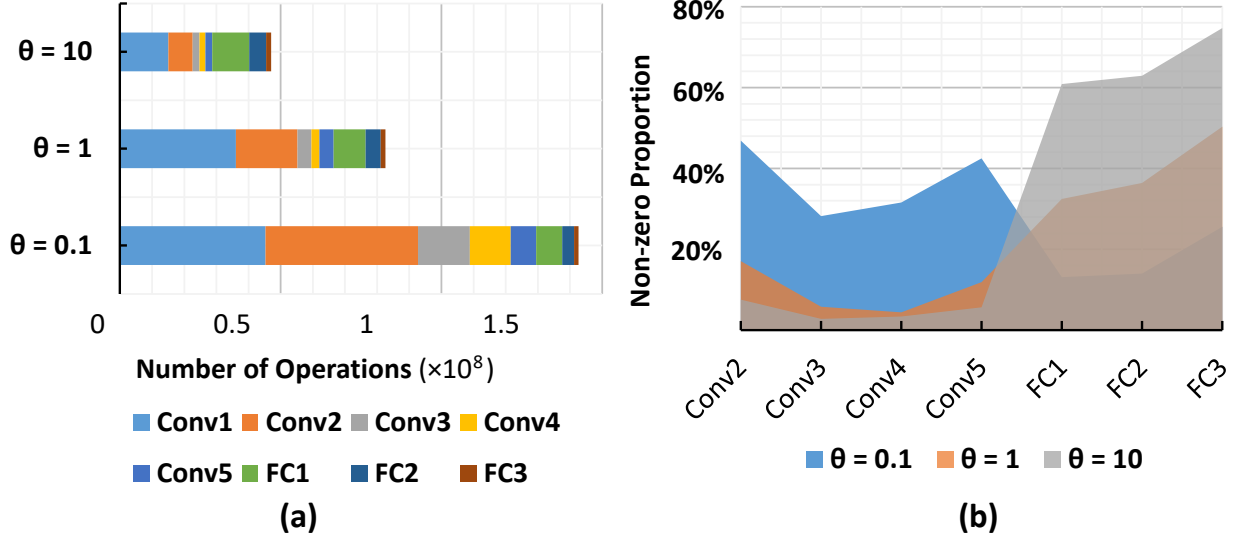 θ = 10
θ = 1
θ = 0.1
0 0.5 1 1.5
Number of Operations (×10⁸)
Conv1 Conv2 Conv3 Conv4
Conv5 FC1 FC2 FC3
(a)
Non-zero Proportion
80%
60%
40%
20%
Conv2 Conv3 Conv4 Conv5 FC1 FC2 FC3
θ = 0.1 θ = 1 θ = 10
(b)